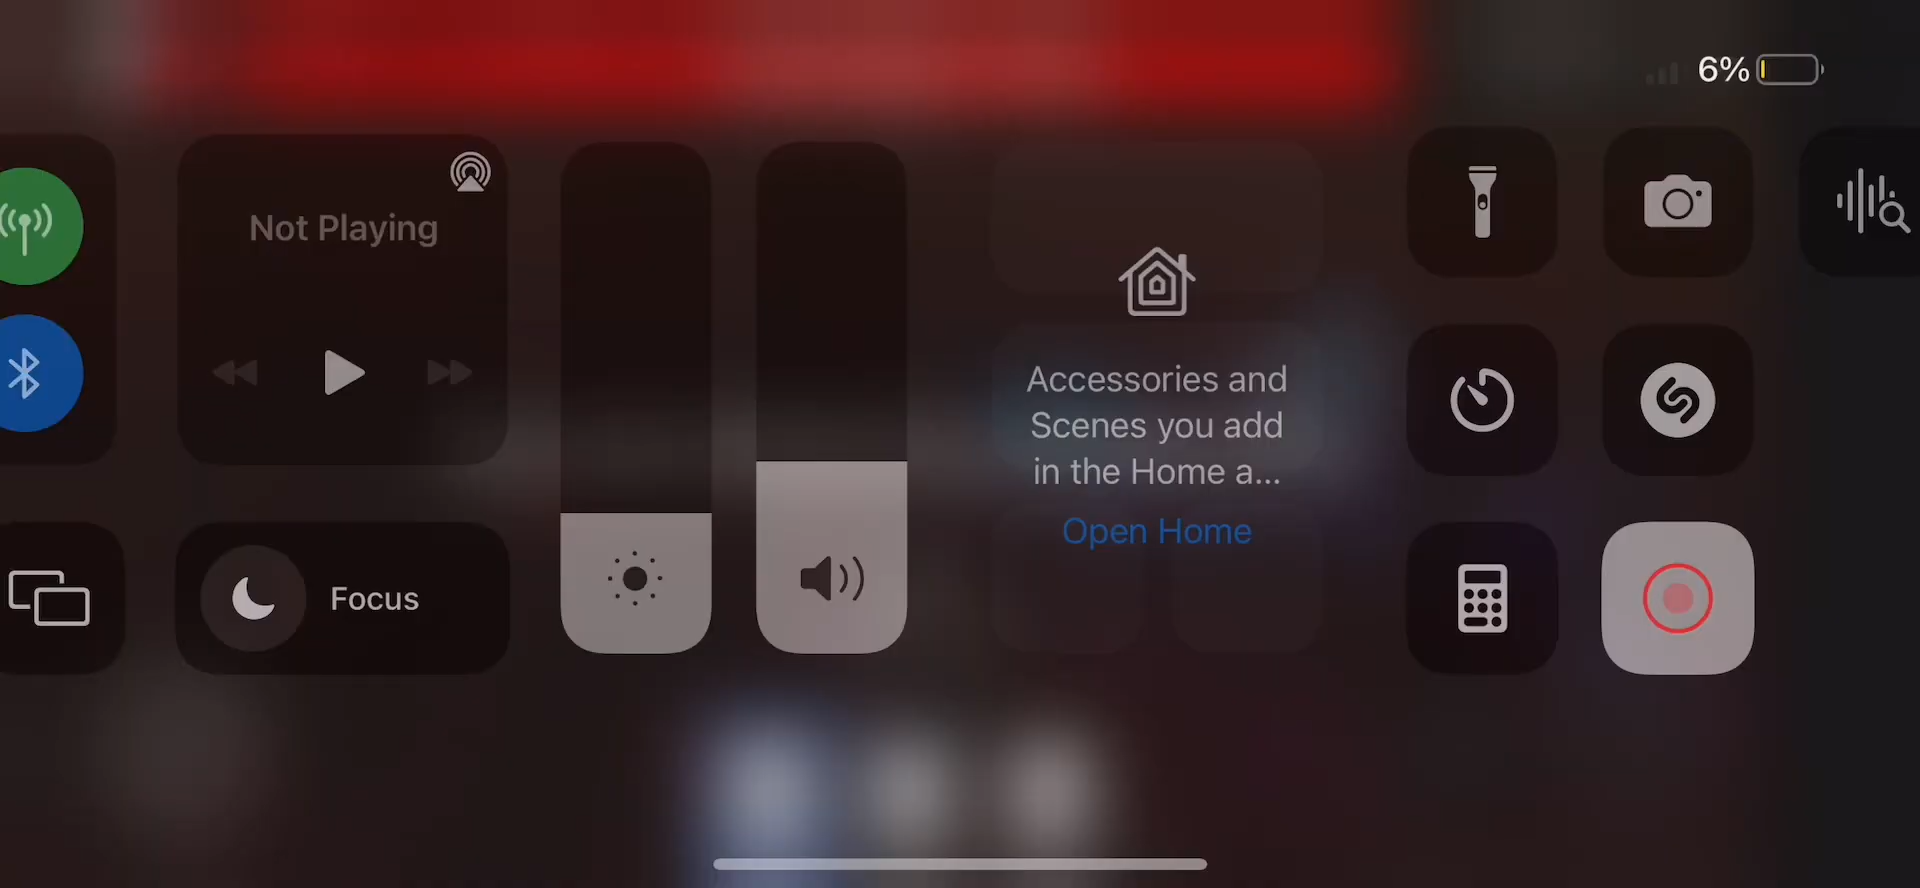 6%
Not Playing
Accessories and
Scenes you add
in the Home a...
Open Home
Focus